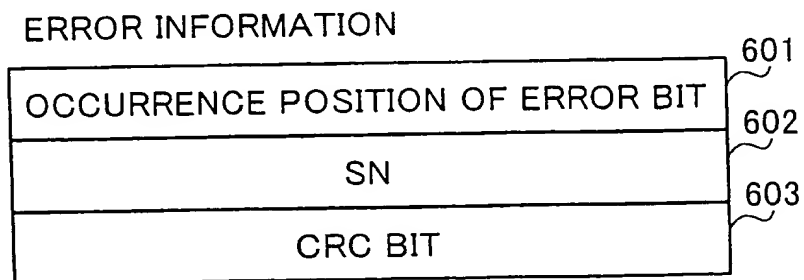 ERROR INFORMATION
OCCURRENCE POSITION OF ERROR BIT 601
SN 602
CRC BIT 603